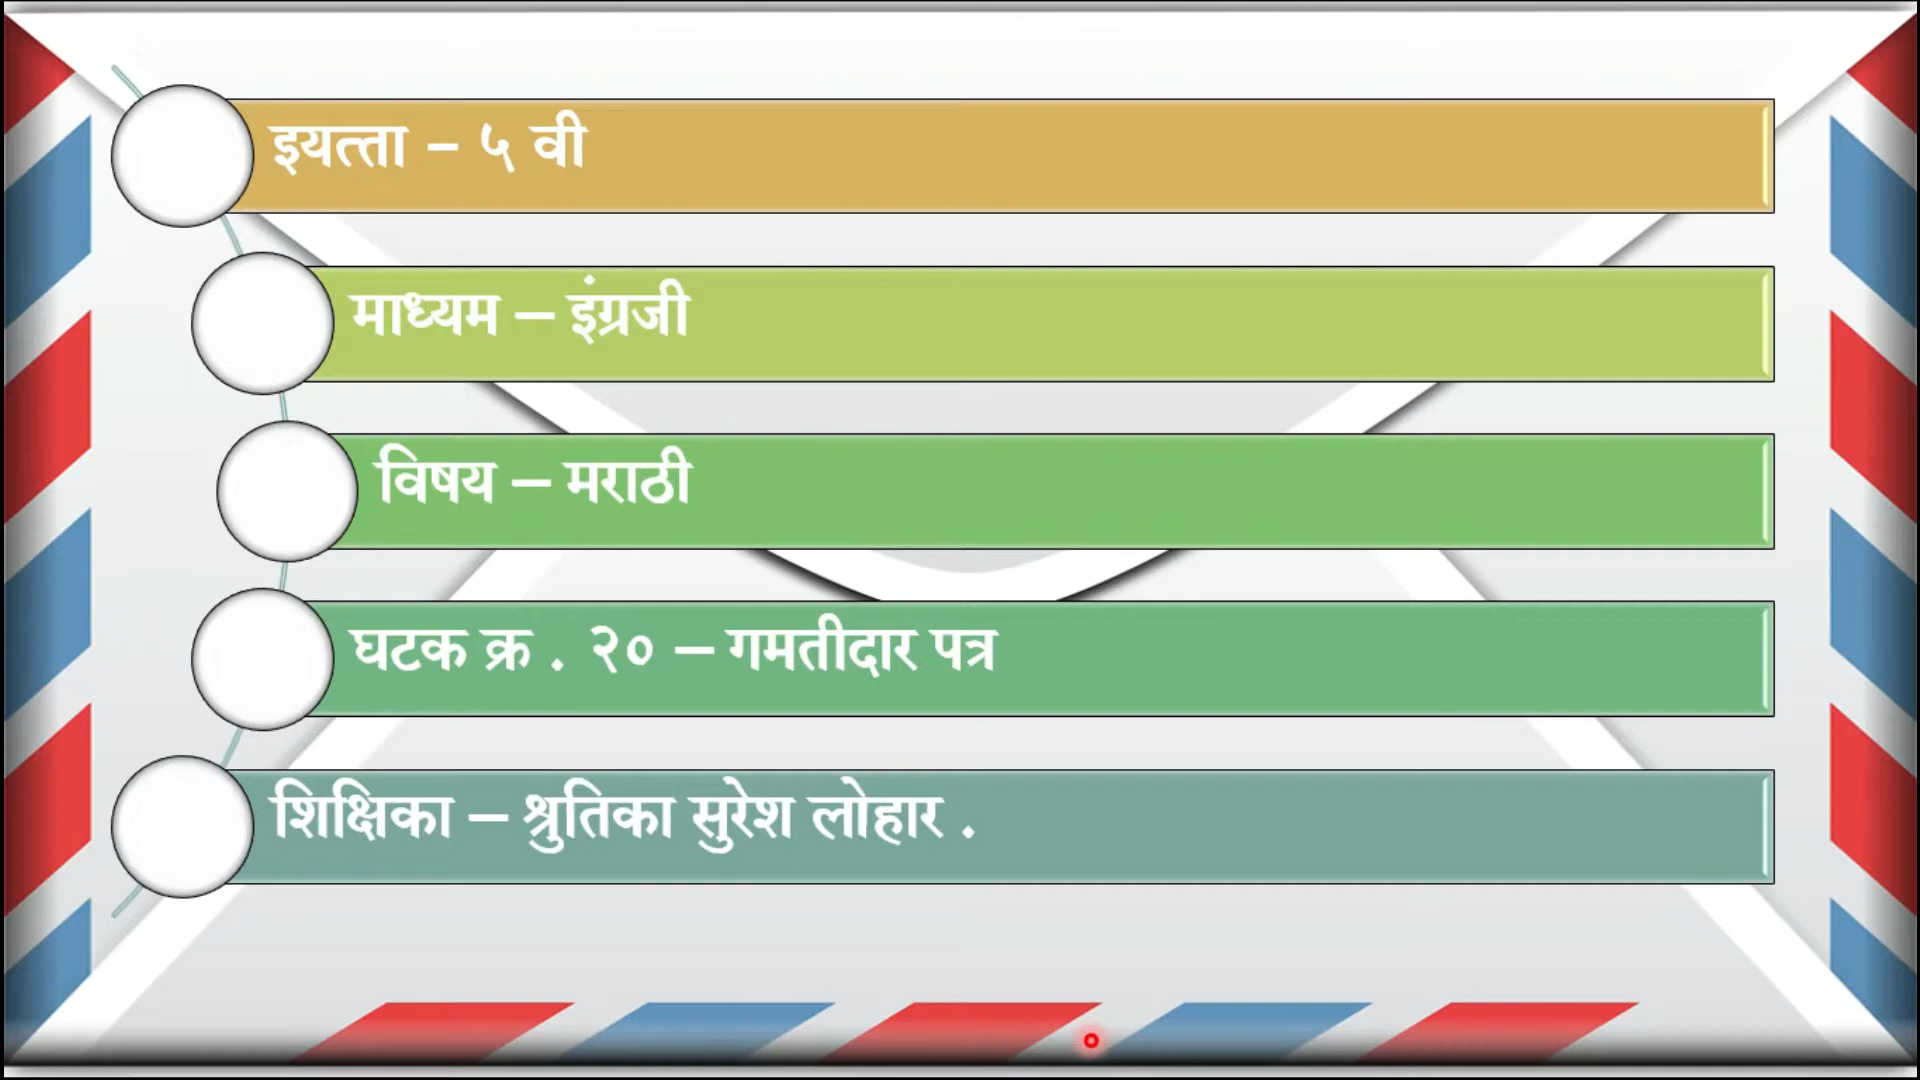 इयत्ता – ५ वी
माध्यम – इंग्रजी
विषय – मराठी
घटक क्र . २० – गमतीदार पत्र
शिक्षिका – श्रुतिका सुरेश लोहार .